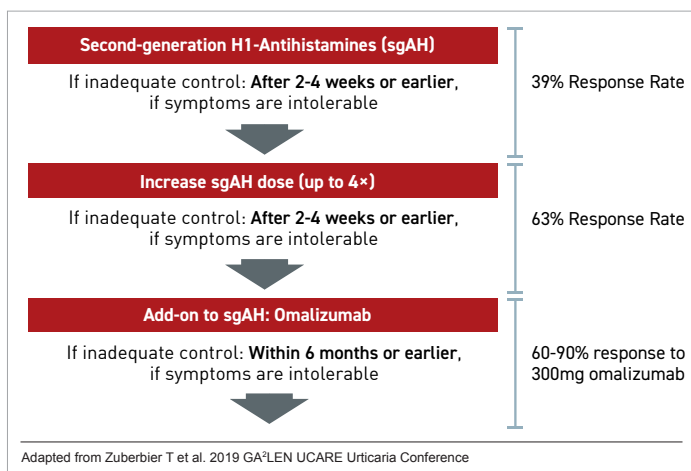 Second-generation H1-Antihistamines (sgAH)
If inadequate control: After 2-4 weeks or earlier,
if symptoms are intolerable
39% Response Rate
Increase sgAH dose (up to 4×)
If inadequate control: After 2-4 weeks or earlier,
if symptoms are intolerable
63% Response Rate
Add-on to sgAH: Omalizumab
If inadequate control: Within 6 months or earlier,
if symptoms are intolerable
60-90% response to
300mg omalizumab
Adapted from Zuberbier T et al. 2019 GA²LEN UCARE Urticaria Conference